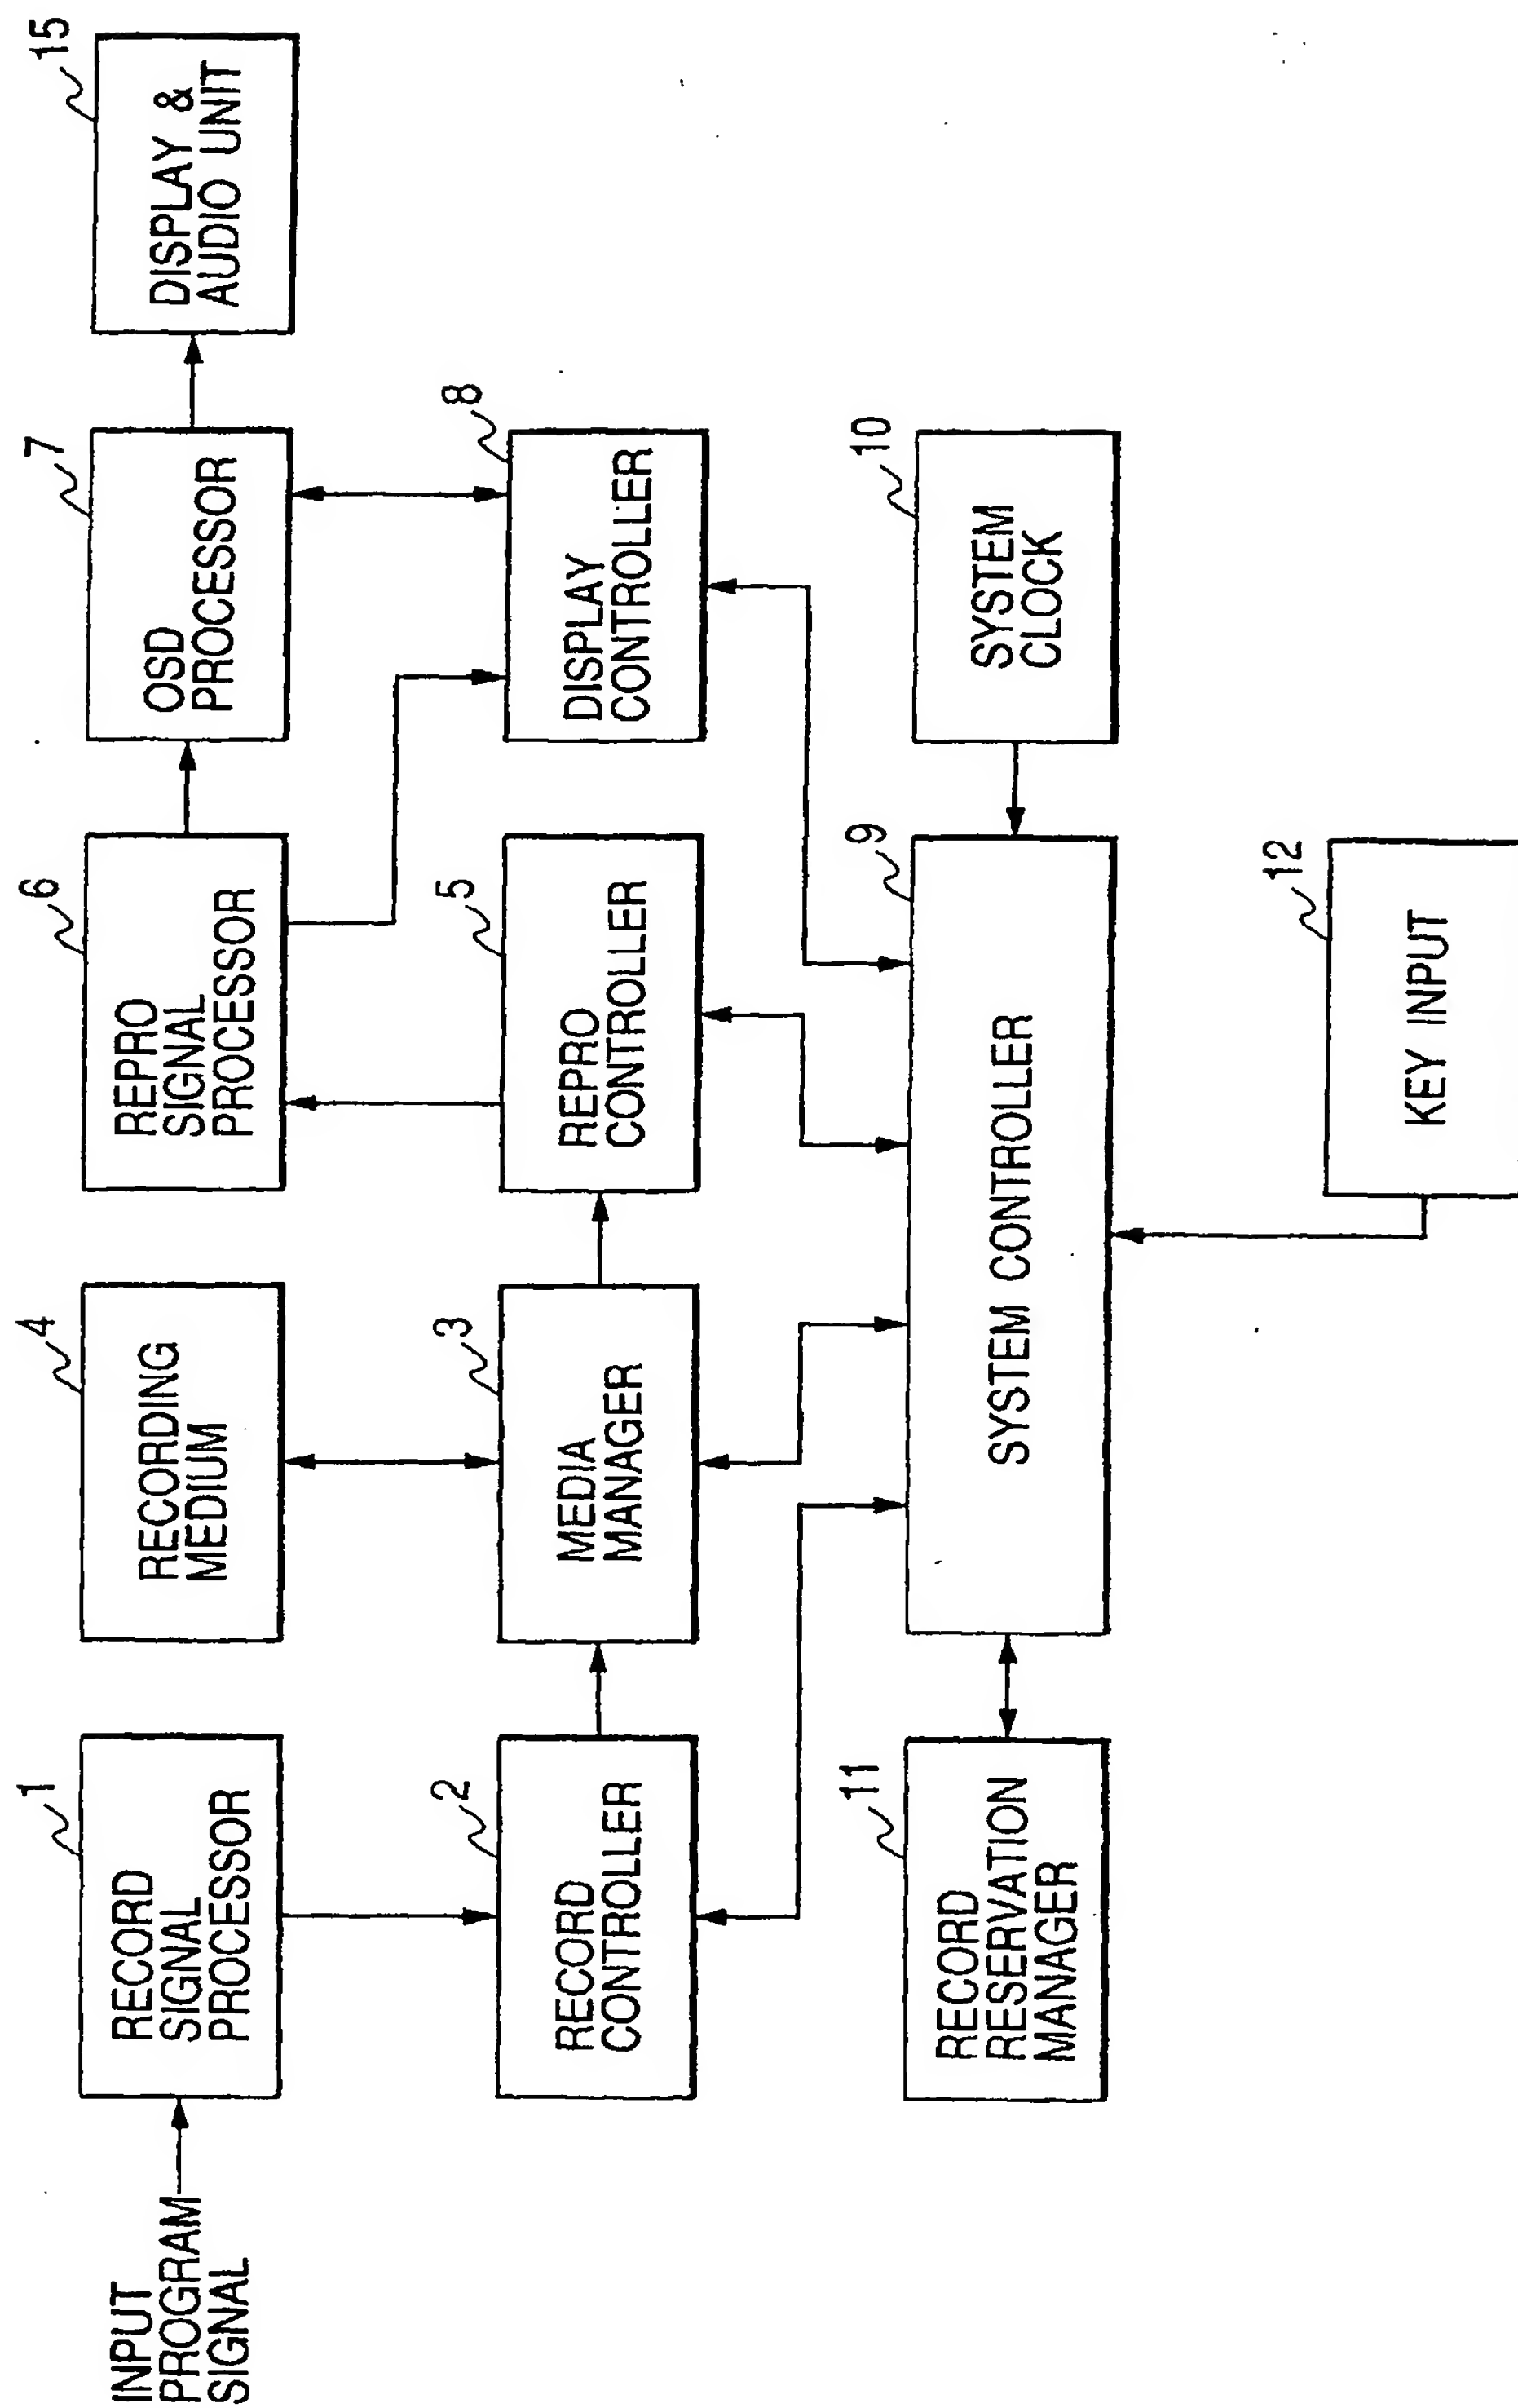 INPUT
PROGRAM
SIGNAL
1
RECORD
SIGNAL
PROCESSOR
4
RECORDING
MEDIUM
6
REPRO
SIGNAL
PROCESSOR
7
OSD
PROCESSOR
15
DISPLAY &
AUDIO UNIT
2
RECORD
CONTROLLER
3
MEDIA
MANAGER
5
REPRO
CONTROLLER
8
DISPLAY
CONTROLLER
11
RECORD
RESERVATION
MANAGER
9
SYSTEM CONTROLLER
10
SYSTEM
CLOCK
12
KEY INPUT